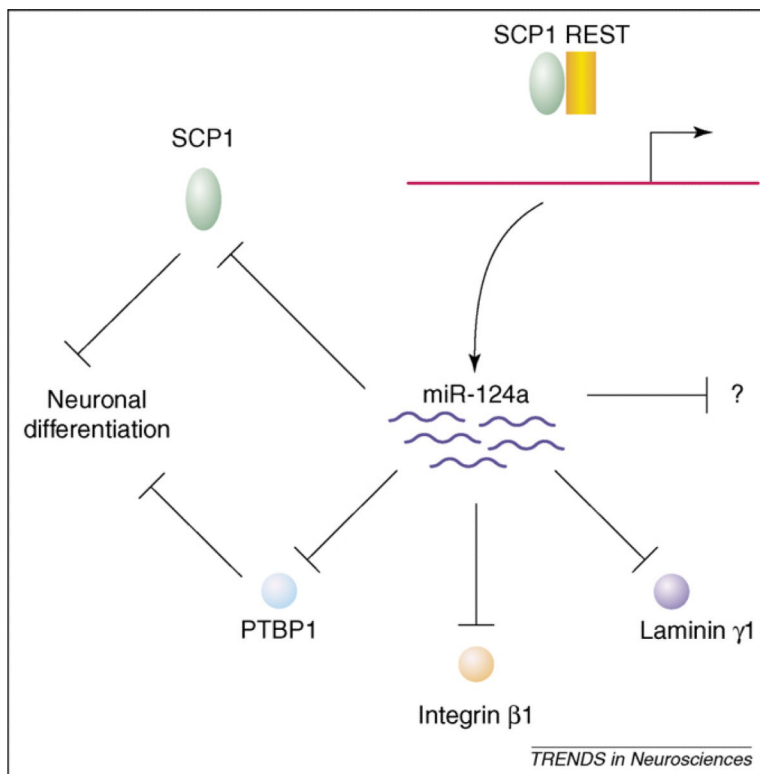 SCP1 REST
SCP1
miR-124a
?
Neuronal
differentiation
PTBP1
Laminin γ1
Integrin β1
TRENDS in Neurosciences